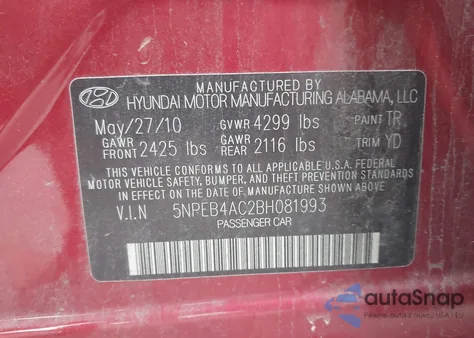 MANUFACTURED BY
HYUNDAI MOTOR MANUFACTURING ALABAMA, LLC
May/27/10 GVWR 4299 lbs PAINT TR
GAWR FRONT 2425 lbs GAWR REAR 2116 lbs TRIM YD
THIS VEHICLE CONFORMS TO ALL APPLICABLE U.S.A FEDERAL
MOTOR VEHICLE SAFETY, BUMPER, AND THEFT PREVENTION STANDARDS
IN EFFECT ON THE DATE OF MANUFACTURE SHOWN ABOVE.
V.I.N 5NPEB4AC2BH081993
PASSENGER CAR
autoSnap